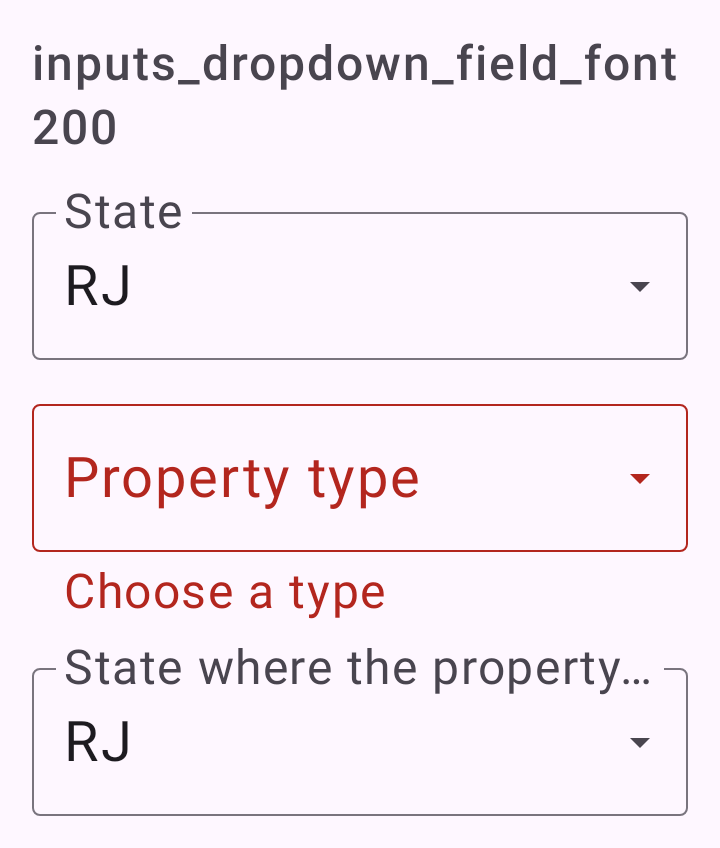 inputs_dropdown_field_font
200
State
RJ
Property type
Choose a type
State where the property…
RJ